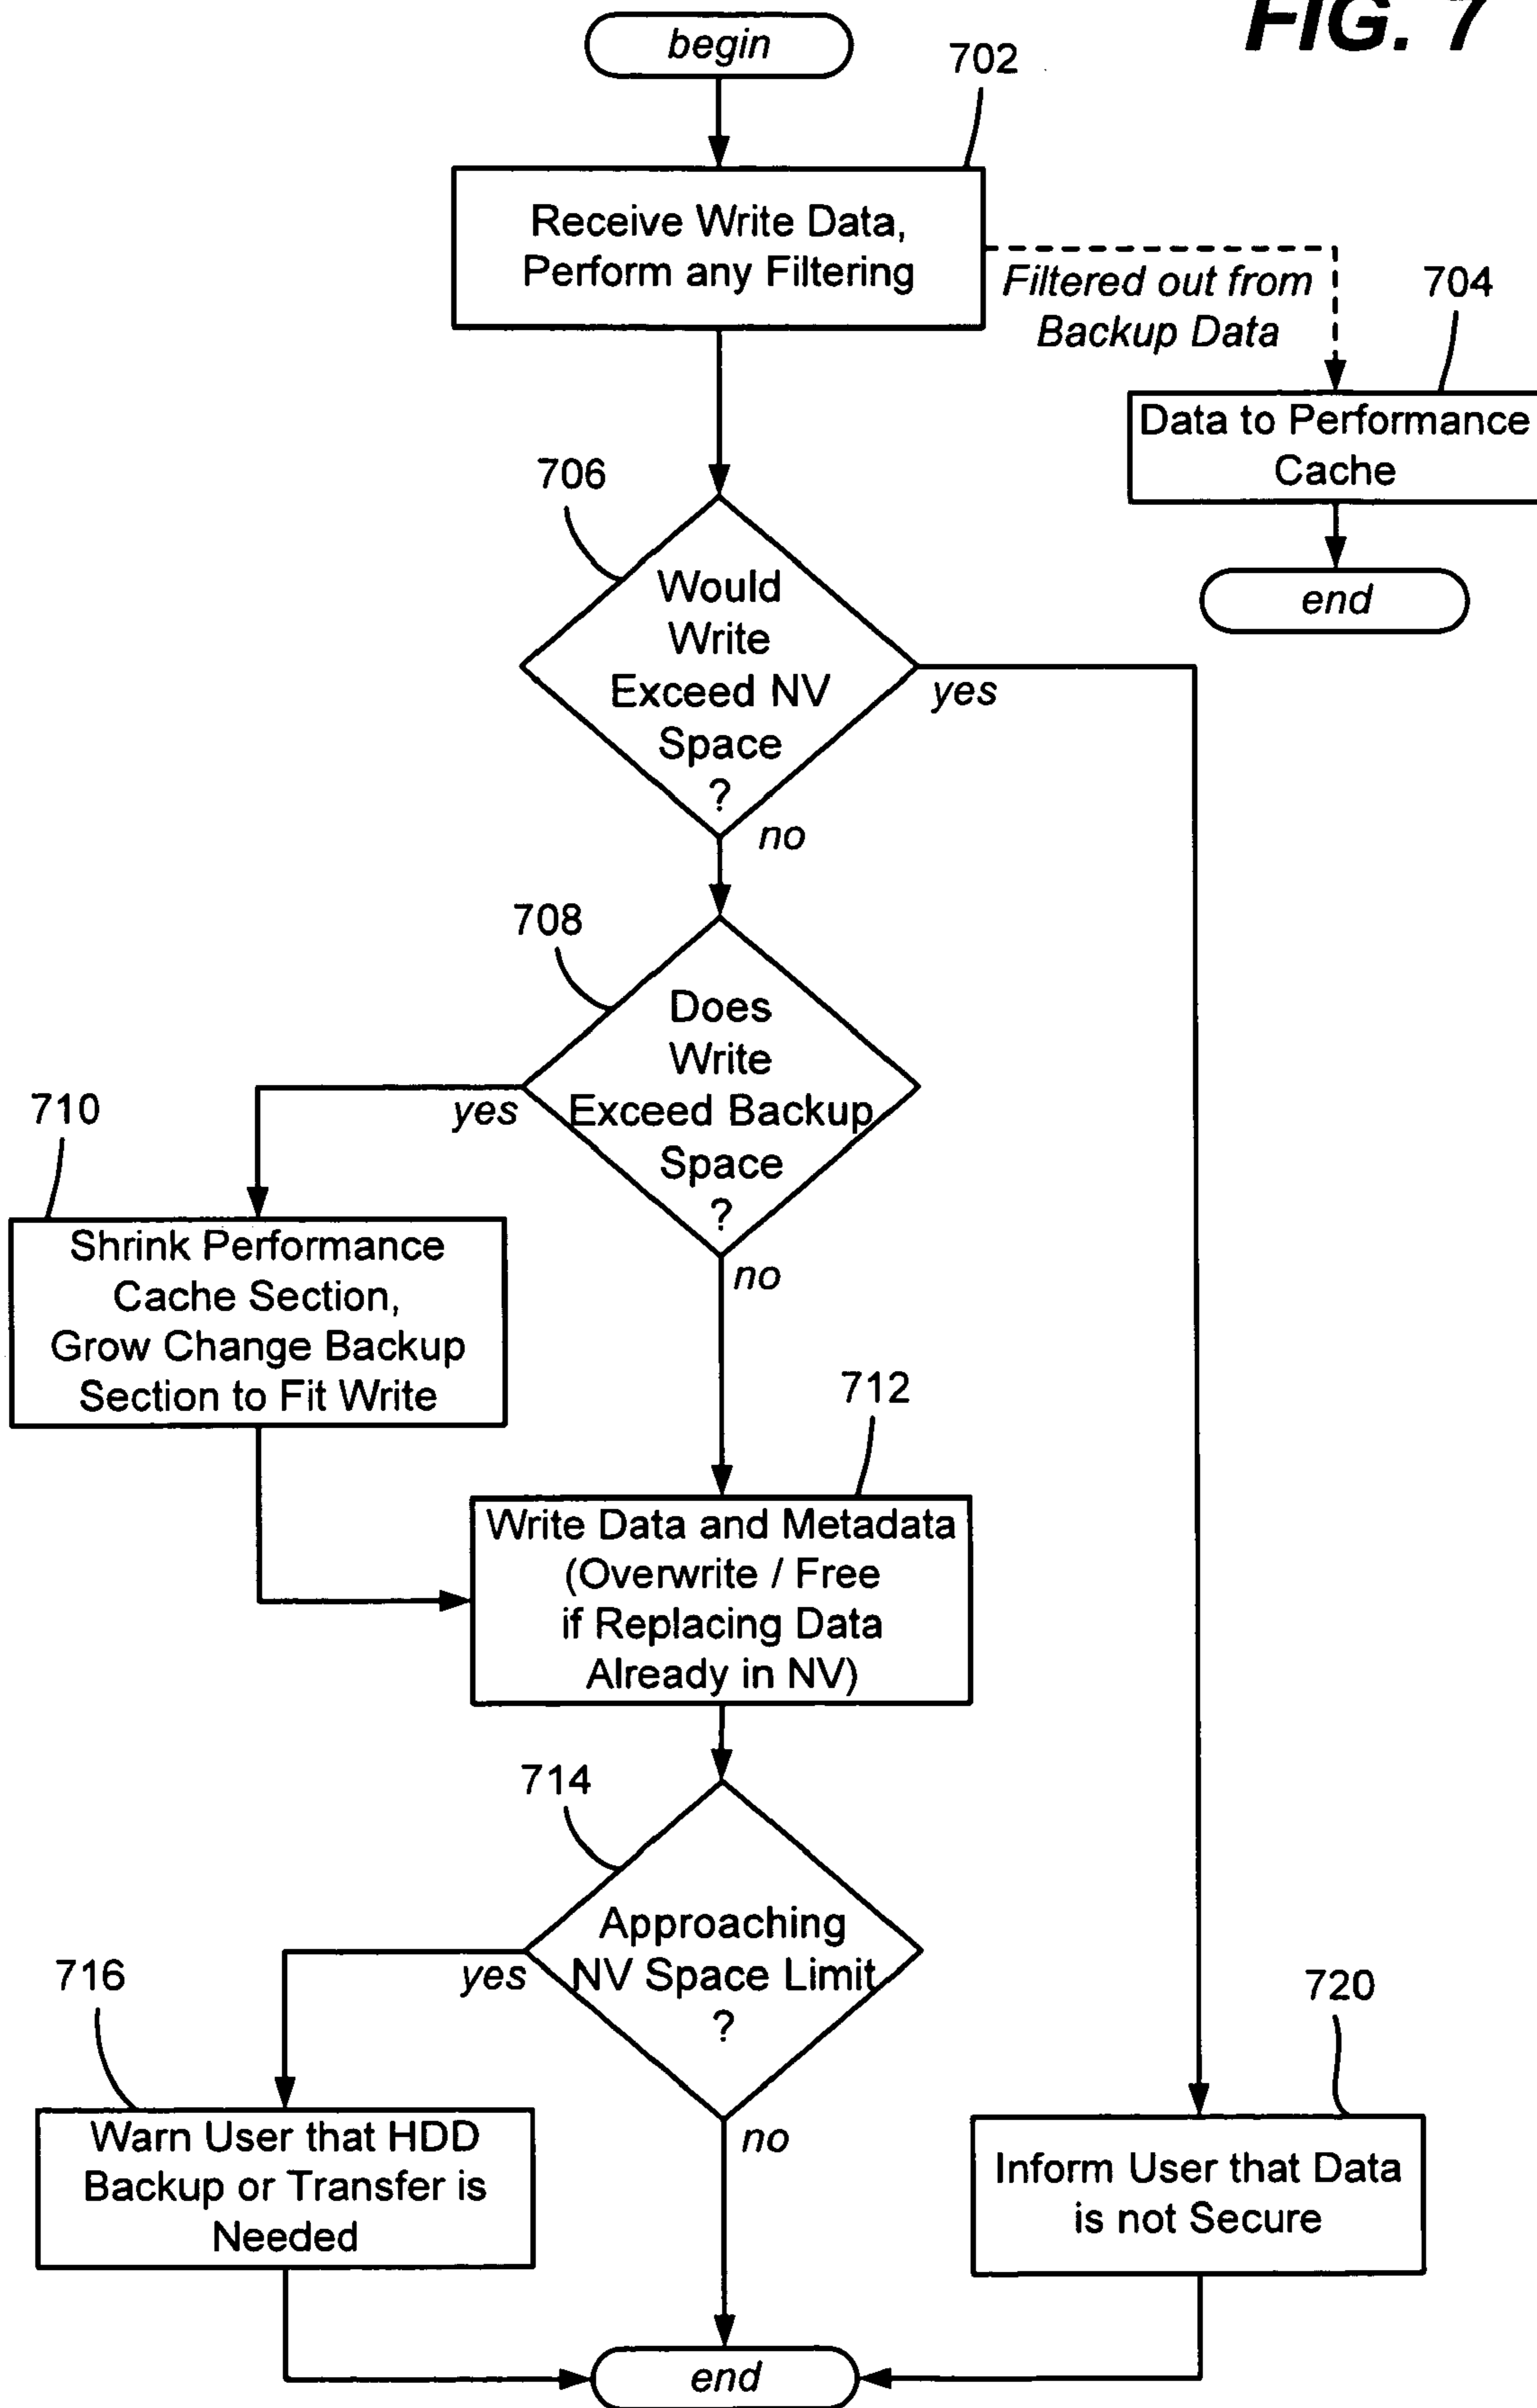 FIG. 7
begin
702
Receive Write Data,
Perform any Filtering
Filtered out from
Backup Data
704
Data to Performance
Cache
end
706
Would
Write
Exceed NV
Space
?
yes
no
708
Does
Write
Exceed Backup
Space
?
yes
no
710
Shrink Performance
Cache Section,
Grow Change Backup
Section to Fit Write
712
Write Data and Metadata
(Overwrite / Free
if Replacing Data
Already in NV)
714
Approaching
NV Space Limit
?
yes
no
716
Warn User that HDD
Backup or Transfer is
Needed
720
Inform User that Data
is not Secure
end